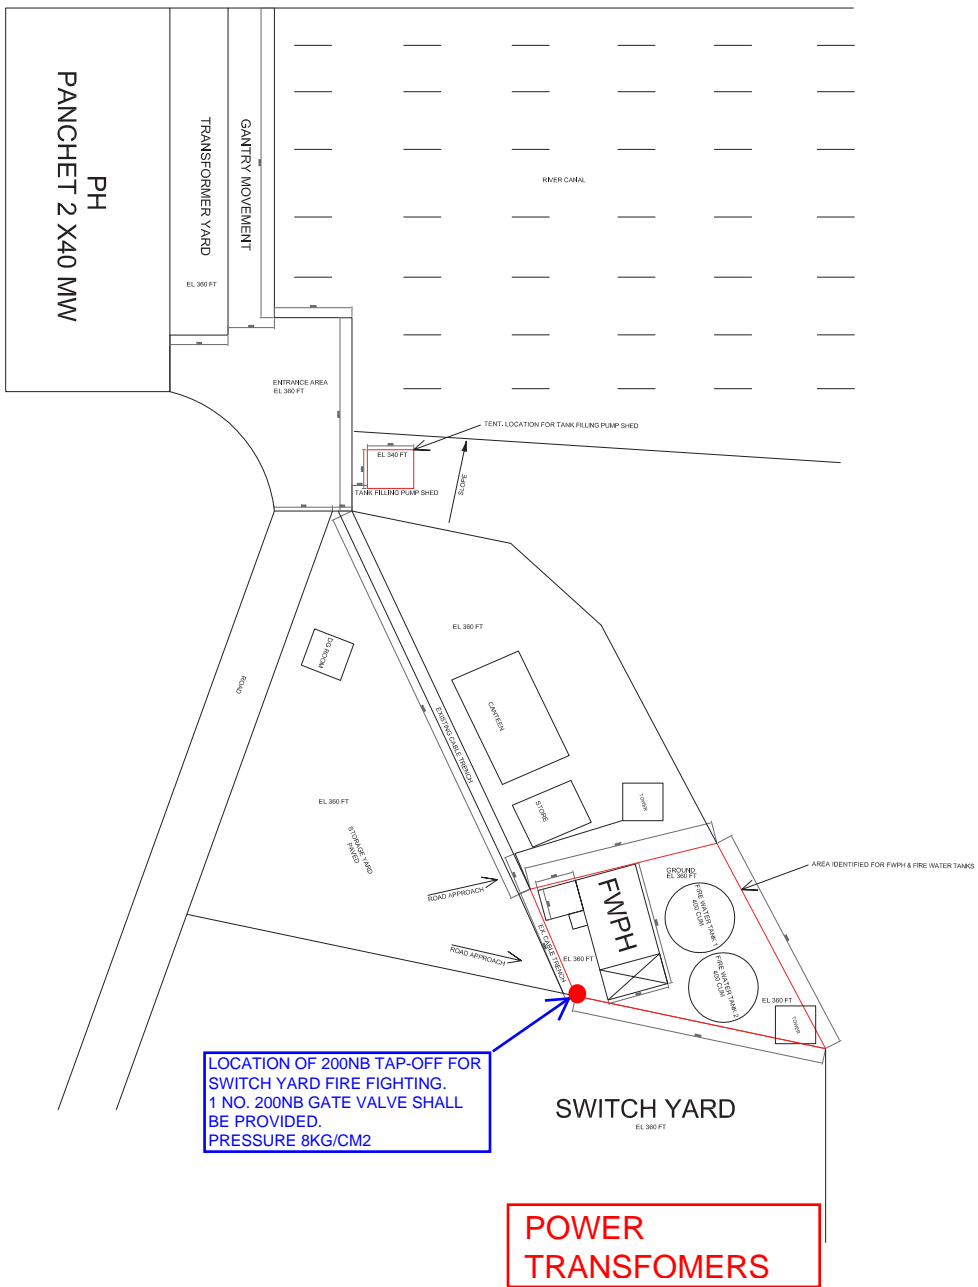 PH
PANCHET 2 X40 MW
TRANSFORMER YARD
EL 360 FT
GANTRY MOVEMENT
RIVER CANAL
ENTRANCE AREA
EL 360 FT
TENT. LOCATION FOR TANK FILLING PUMP SHED
EL 340 FT
TANK FILLING PUMP SHED
SLOPE
ROAD
DG ROOM
EL 360 FT
EXISTING CABLE TRENCH
CANTEEN
STORE
TOWER
EL 360 FT
STORAGE YARD
PAVED
ROAD APPROACH
ROAD APPROACH
EX. CABLE TRENCH
EL 360 FT
FWPH
GROUND
EL 360 FT
FIRE WATER TANK 1
400 CUM
FIRE WATER TANK 2
400 CUM
AREA IDENTIFIED FOR FWPH & FIRE WATER TANKS
EL 360 FT
TOWER
LOCATION OF 200NB TAP-OFF FOR
SWITCH YARD FIRE FIGHTING.
1 NO. 200NB GATE VALVE SHALL
BE PROVIDED.
PRESSURE 8KG/CM2
SWITCH YARD
EL 360 FT
POWER
TRANSFOMERS